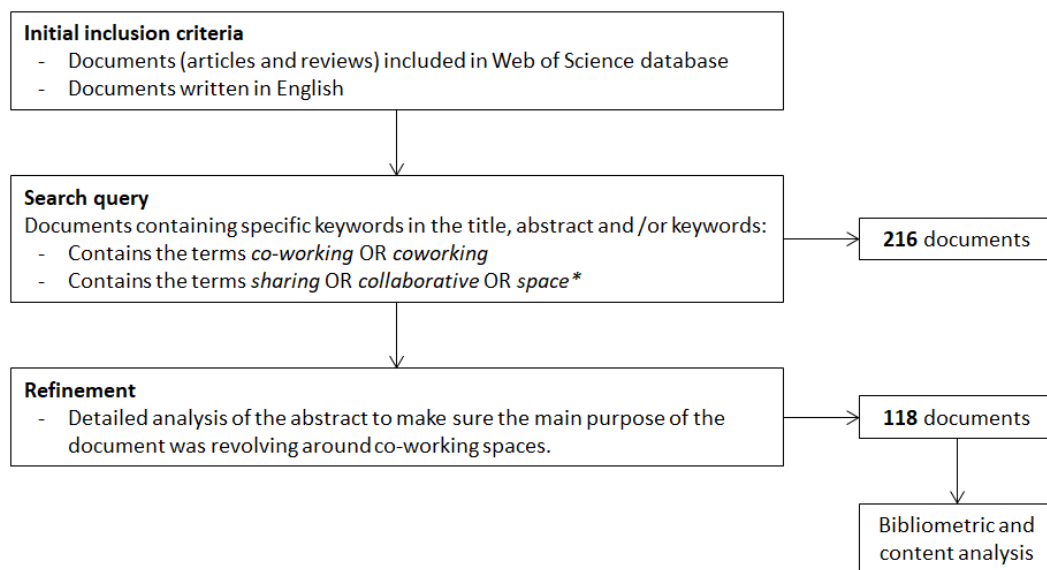 Initial inclusion criteria
- Documents (articles and reviews) included in Web of Science database
- Documents written in English
Search query
Documents containing specific keywords in the title, abstract and /or keywords:
- Contains the terms co-working OR coworking
- Contains the terms sharing OR collaborative OR space*
216 documents
Refinement
- Detailed analysis of the abstract to make sure the main purpose of the
document was revolving around co-working spaces.
118 documents
Bibliometric and
content analysis